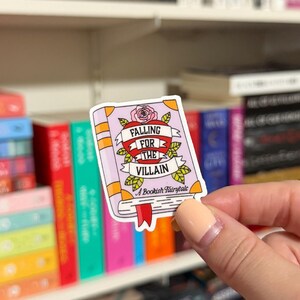 FALLING
FOR
THE
VILLAIN
A Bookish Fairytale